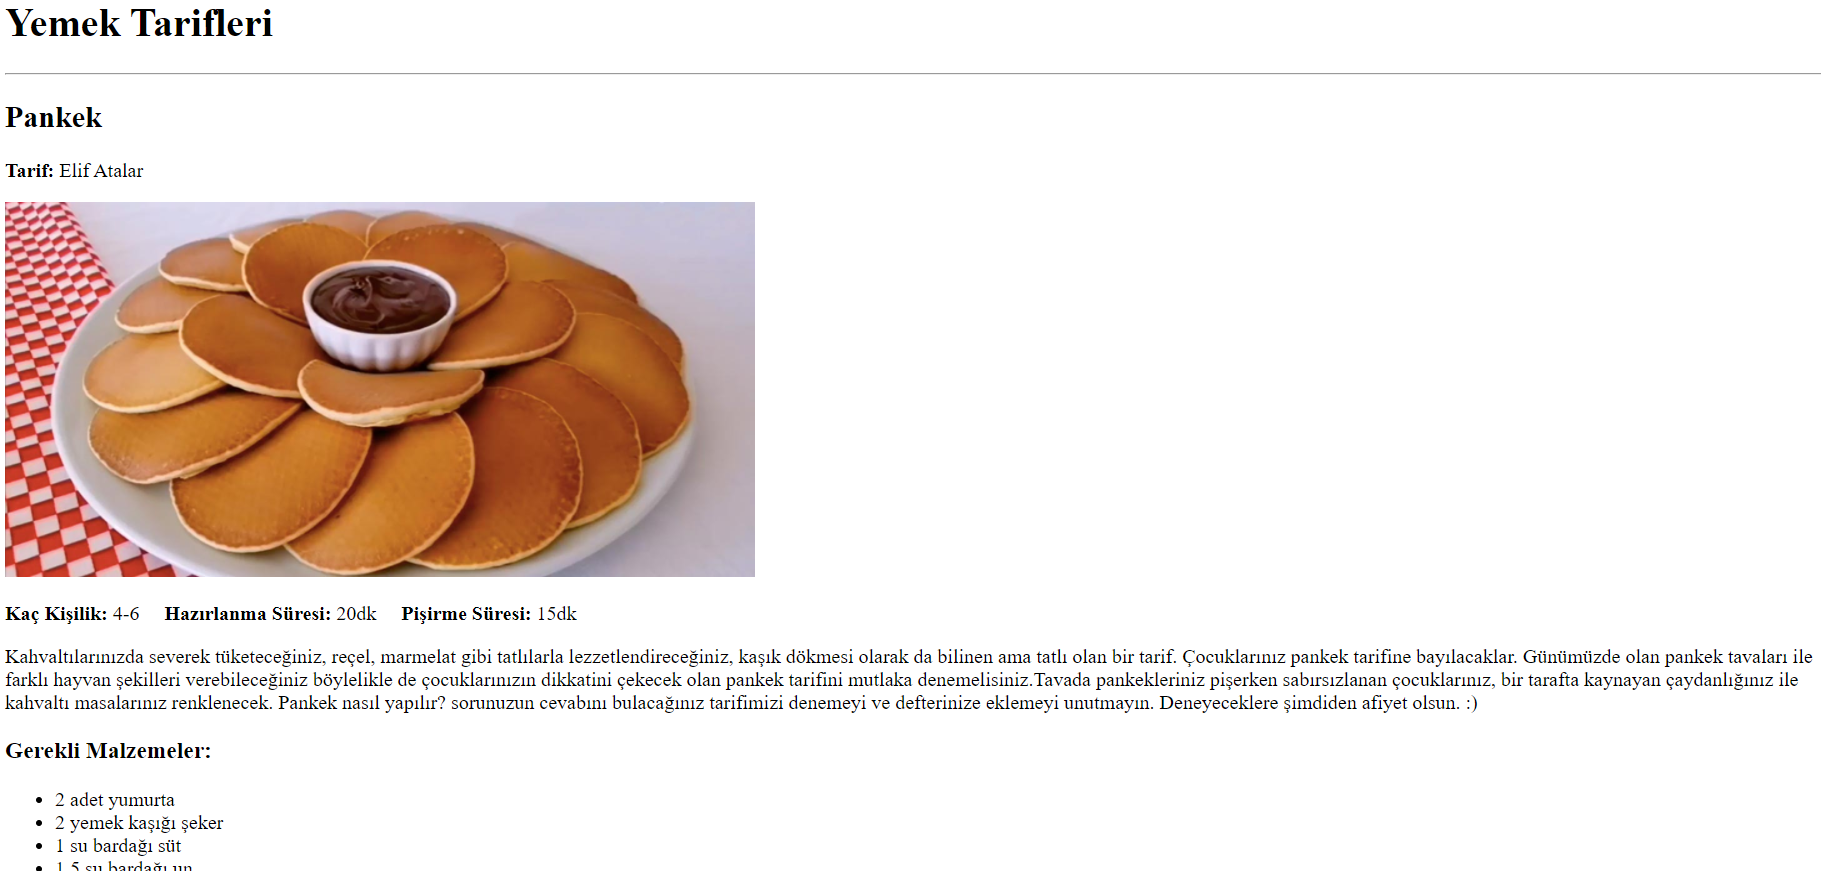 Yemek Tarifleri
Pankek
Tarif: Elif Atalar
Kaç Kişilik: 4-6 Hazırlanma Süresi: 20dk Pişirme Süresi: 15dk
Kahvaltılarınızda severek tüketeceğiniz, reçel, marmelat gibi tatlılarla lezzetlendireceğiniz, kaşık dökmesi olarak da bilinen ama tatlı olan bir tarif. Çocuklarınız pankek tarifine bayılacaklar. Günümüzde olan pankek tavaları ile
farklı hayvan şekilleri verebileceğiniz böylelikle de çocuklarınızın dikkatini çekecek olan pankek tarifini mutlaka denemelisiniz.Tavada pankekleriniz pişerken sabırsızlanan çocuklarınız, bir tarafta kaynayan çaydanlığınız ile
kahvaltı masalarınız renklenecek. Pankek nasıl yapılır? sorunuzun cevabını bulacağınız tarifimizi denemeyi ve defterinize eklemeyi unutmayın. Deneyeceklere şimdiden afiyet olsun. :)
Gerekli Malzemeler:
• 2 adet yumurta
• 2 yemek kaşığı şeker
• 1 su bardağı süt
• 1.5 su bardağı un